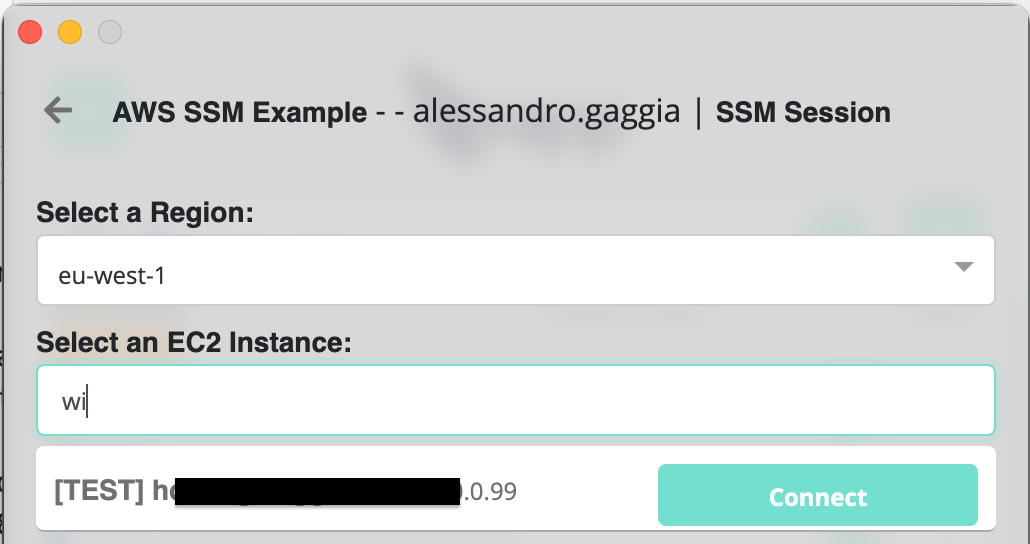 AWS SSM Example - - alessandro.gaggia | SSM Session
Select a Region:
eu-west-1
Select an EC2 Instance:
wi
[TEST] .0.99
Connect